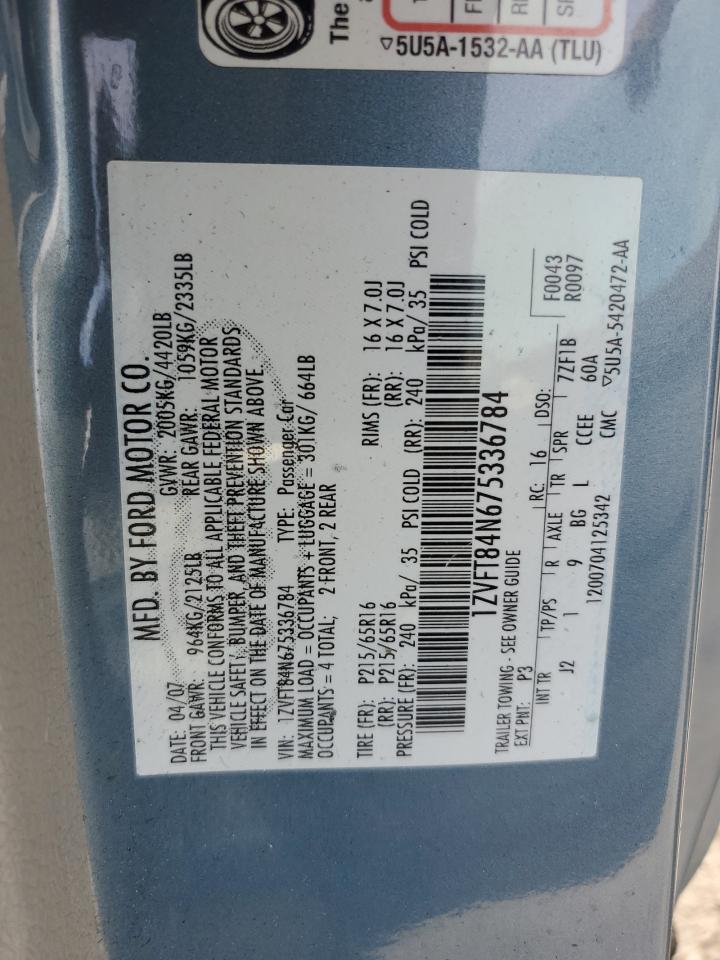 The
5U5A-1532-AA (TLU)
MFD. BY FORD MOTOR CO.
DATE: 04/07 GVWR: 2005KG/4420LB
FRONT GAWR: 964KG/2125LB REAR GAWR: 1059KG/2335LB
THIS VEHICLE CONFORMS TO ALL APPLICABLE FEDERAL MOTOR
VEHICLE SAFETY, BUMPER, AND THEFT PREVENTION STANDARDS
IN EFFECT ON THE DATE OF MANUFACTURE SHOWN ABOVE.
VIN: 1ZVFT84N675336784 TYPE: Passenger Car
MAXIMUM LOAD = OCCUPANTS + LUGGAGE = 301KG/ 664LB
OCCUPANTS = 4 TOTAL; 2 FRONT, 2 REAR
TIRE (FR): P215/65R16 RIMS (FR): 16 X 7.0J
(RR): P215/65R16 (RR): 16 X 7.0J
PRESSURE (FR): 240 kPa/ 35 PSI COLD (RR): 240 kPa/ 35 PSI COLD
1ZVFT84N675336784
TRAILER TOWING - SEE OWNER GUIDE
EXT PNT: P3 RC: 16 DSO: F0043
R0097
INT TR TP/PS R AXLE TR SPR 7ZF1B
J2 1 9 BG L CCEE 60A
1200704125342 CMC 5U5A-5420472-AA